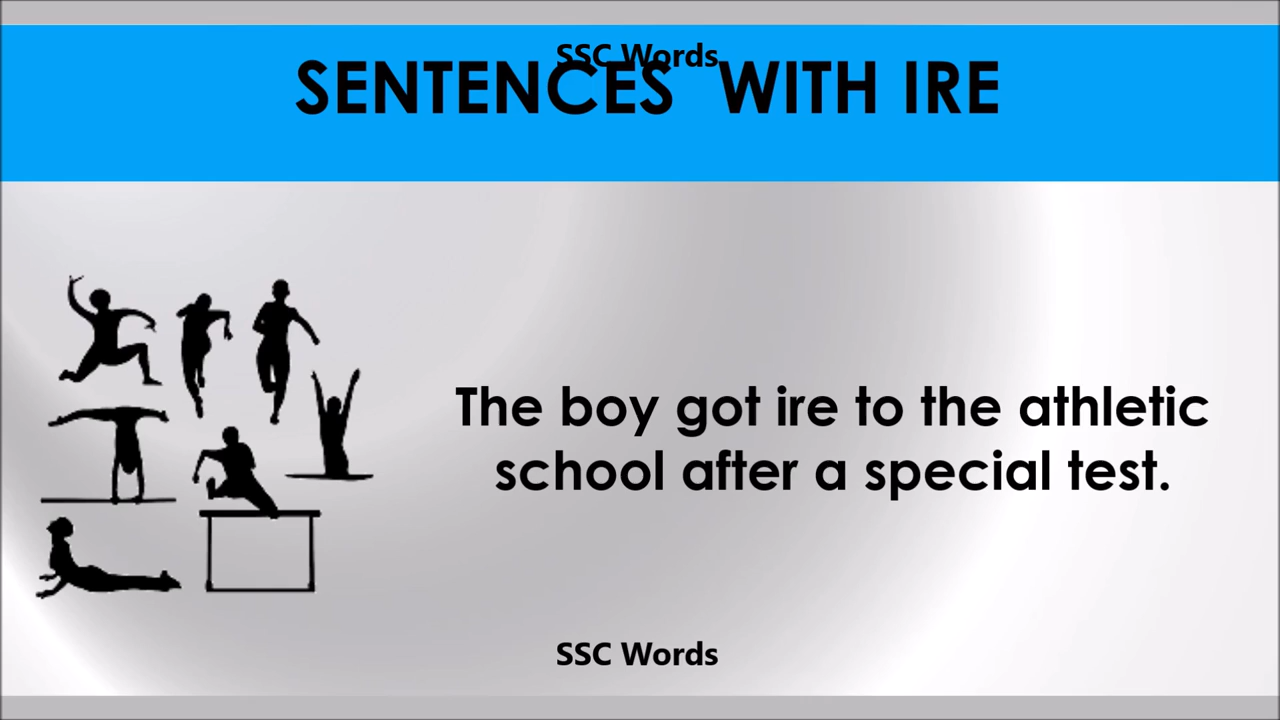 SSC Words
SENTENCES WITH IRE
The boy got ire to the athletic
school after a special test.
SSC Words